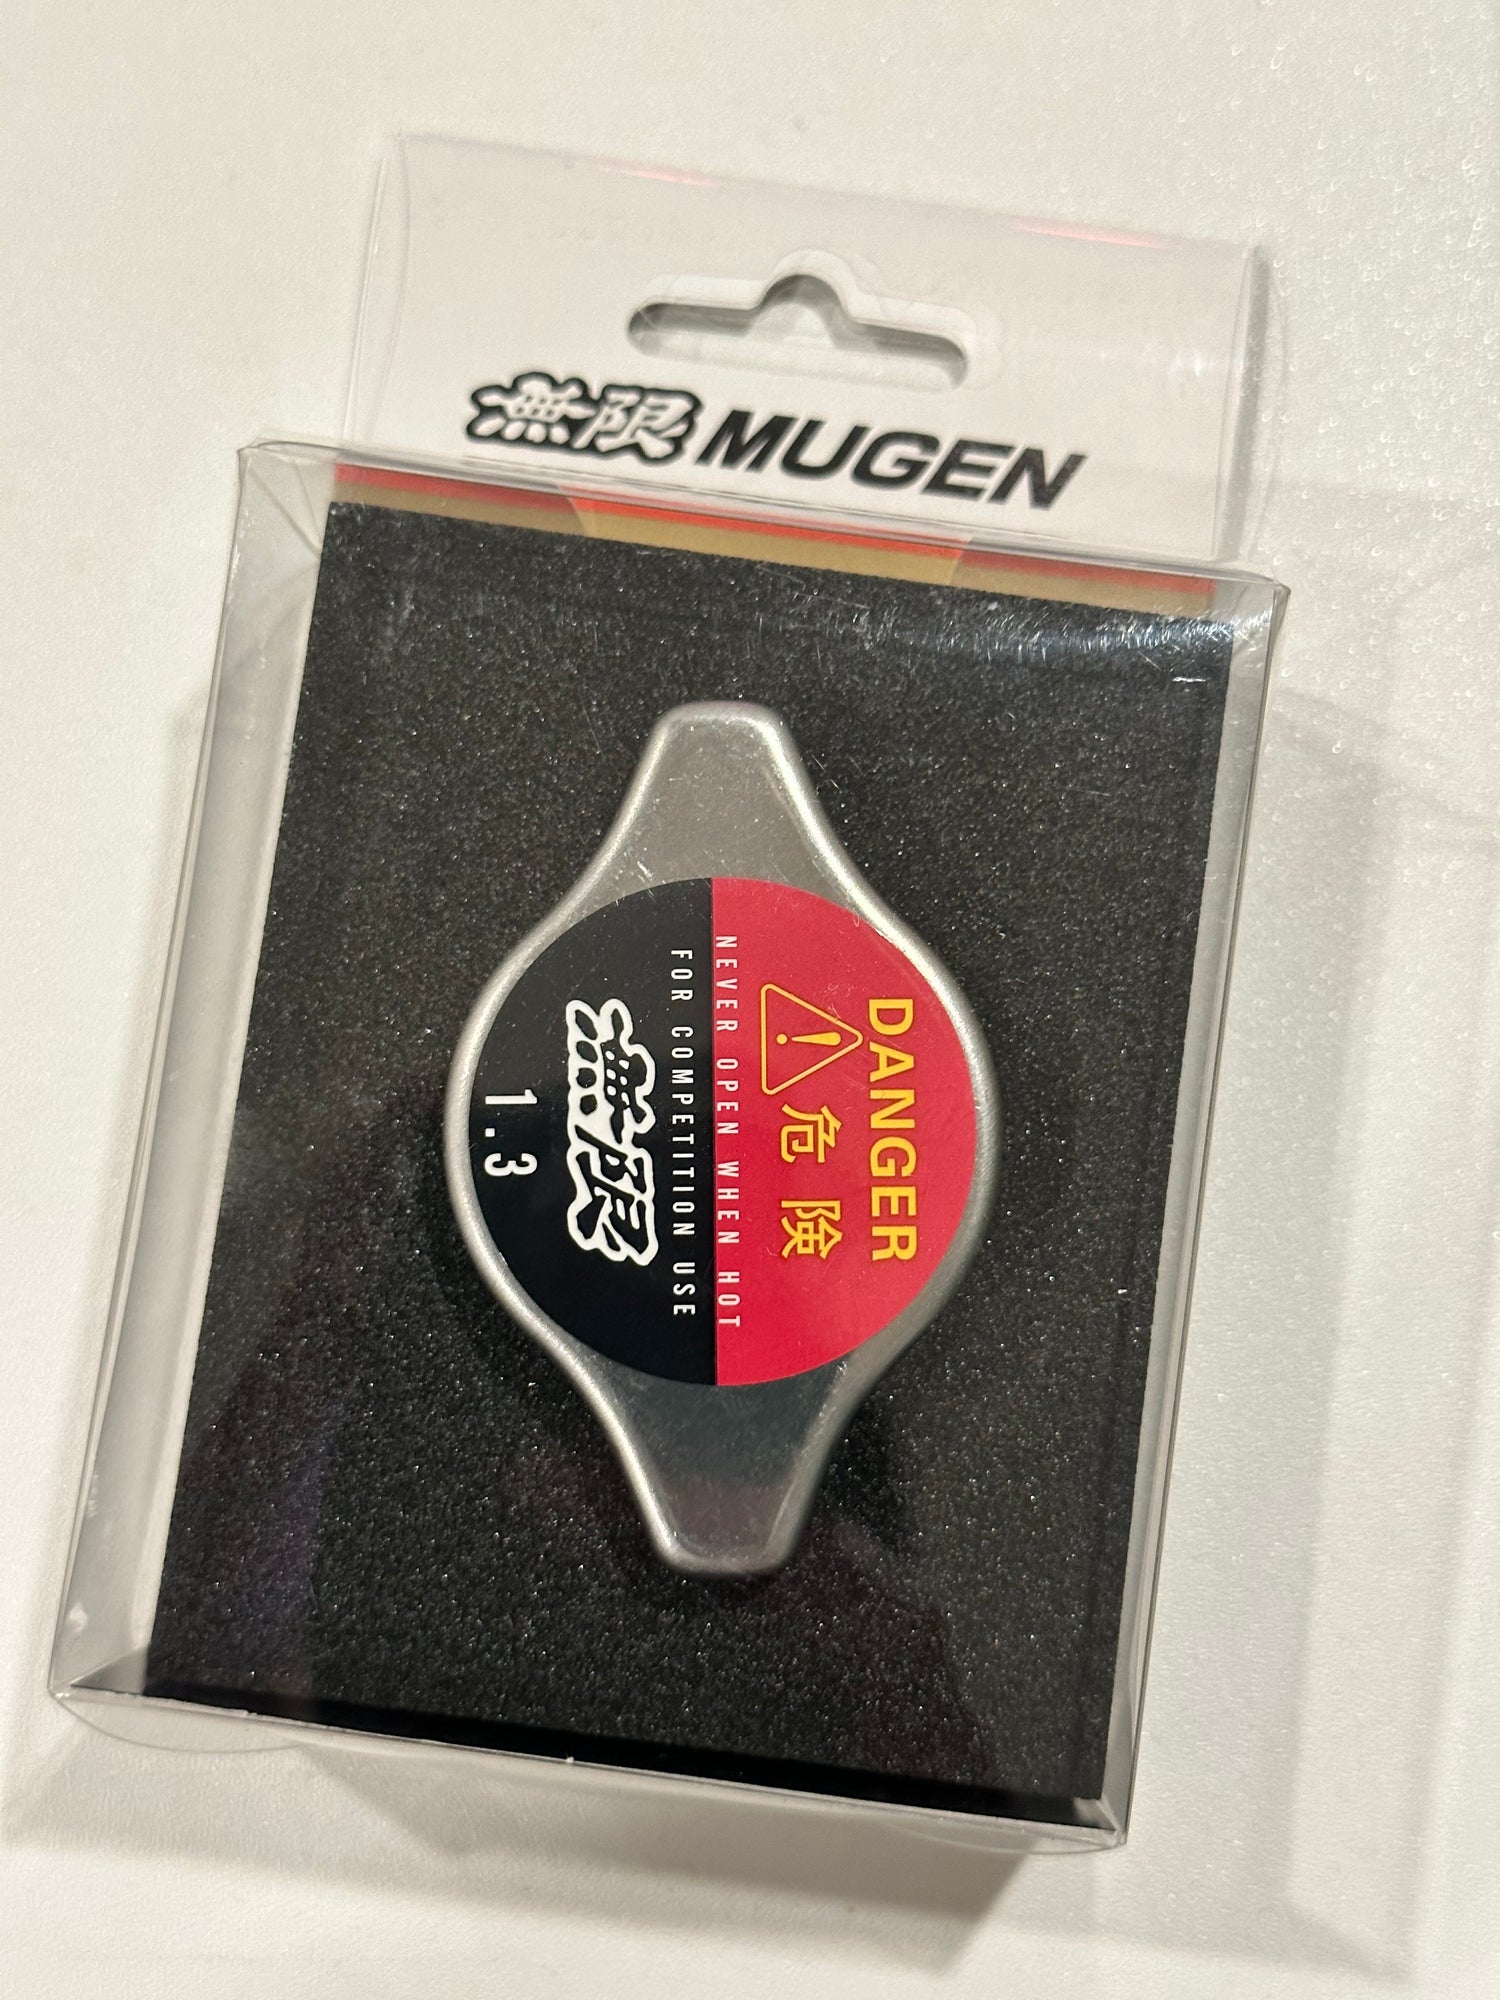 無限 MUGEN
DANGER
危険
NEVER OPEN WHEN HOT
FOR COMPETITION USE
無限
1.3